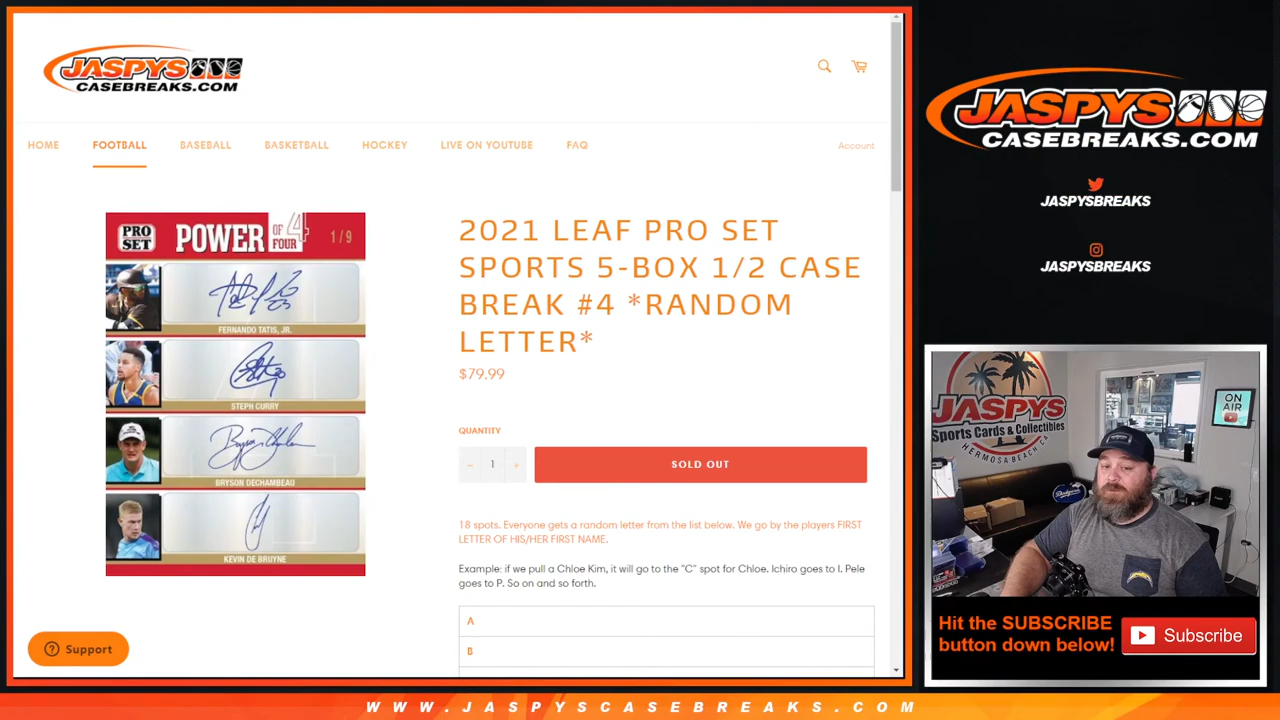 JASPYS
CASEBREAKS.COM
HOME
FOOTBALL
BASEBALL
BASKETBALL
HOCKEY
LIVE ON YOUTUBE
FAQ
Account
PRO
SET
POWER
OF
4
FOUR
1/9
FERNANDO TATIS, JR.
STEPH CURRY
BRYSON DECHAMBEAU
KEVIN DE BRUYNE
2021 LEAF PRO SET
SPORTS 5-BOX 1/2 CASE
BREAK #4 *RANDOM
LETTER*
$79.99
QUANTITY
− 1 +
SOLD OUT
18 spots. Everyone gets a random letter from the list below. We go by the players FIRST
LETTER OF HIS/HER FIRST NAME.
Example: if we pull a Chloe Kim, it will go to the "C" spot for Chloe. Ichiro goes to I. Pele
goes to P. So on and so forth.
A
B
Support
JASPYS
CASEBREAKS.COM
JASPYSBREAKS
JASPYSBREAKS
JASPYS
Sports Cards & Collectibles
HERMOSA BEACH CA
ON
AIR
Dodgers
Hit the SUBSCRIBE
button down below!
Subscribe
WWW.JASPYSCASEBREAKS.COM